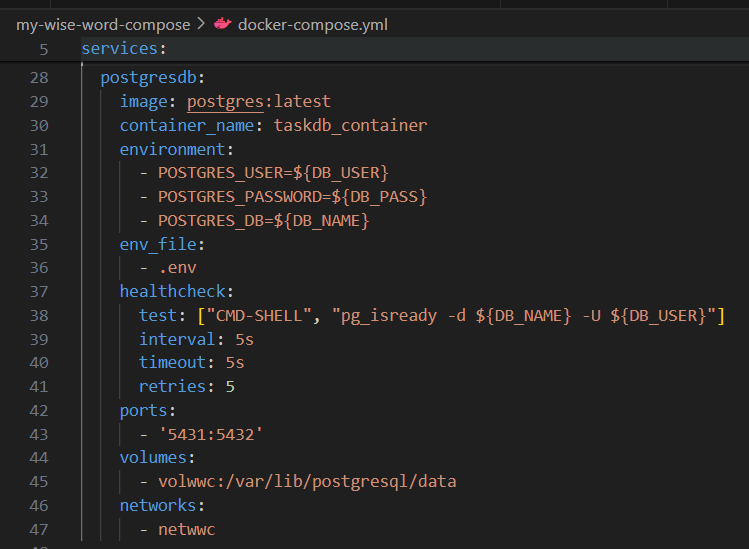 my-wise-word-compose > docker-compose.yml
5 services:
28 postgresdb:
29 image: postgres:latest
30 container_name: taskdb_container
31 environment:
32 - POSTGRES_USER=${DB_USER}
33 - POSTGRES_PASSWORD=${DB_PASS}
34 - POSTGRES_DB=${DB_NAME}
35 env_file:
36 - .env
37 healthcheck:
38 test: ["CMD-SHELL", "pg_isready -d ${DB_NAME} -U ${DB_USER}"]
39 interval: 5s
40 timeout: 5s
41 retries: 5
42 ports:
43 - '5431:5432'
44 volumes:
45 - volwwc:/var/lib/postgresql/data
46 networks:
47 - netwwc